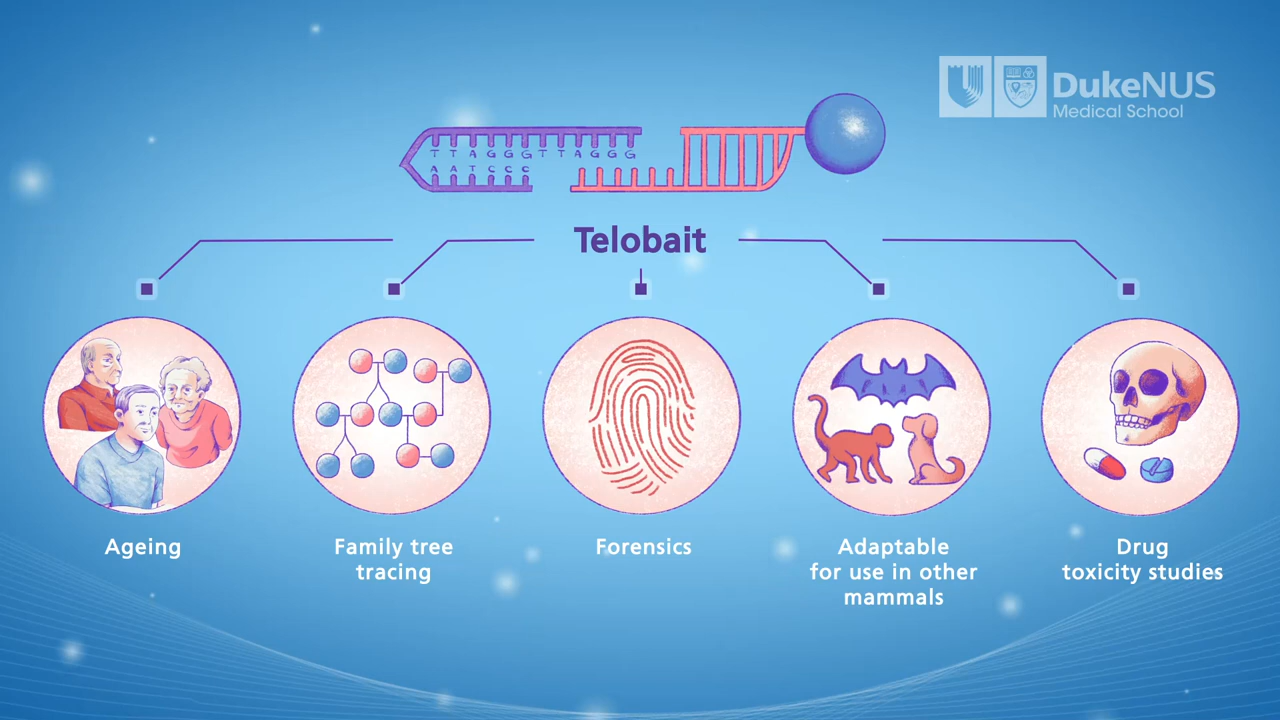 DukeNUS
Medical School
TTAGGGTTAGGG
AATCCC
Telobait
Ageing
Family tree
tracing
Forensics
Adaptable
for use in other
mammals
Drug
toxicity studies